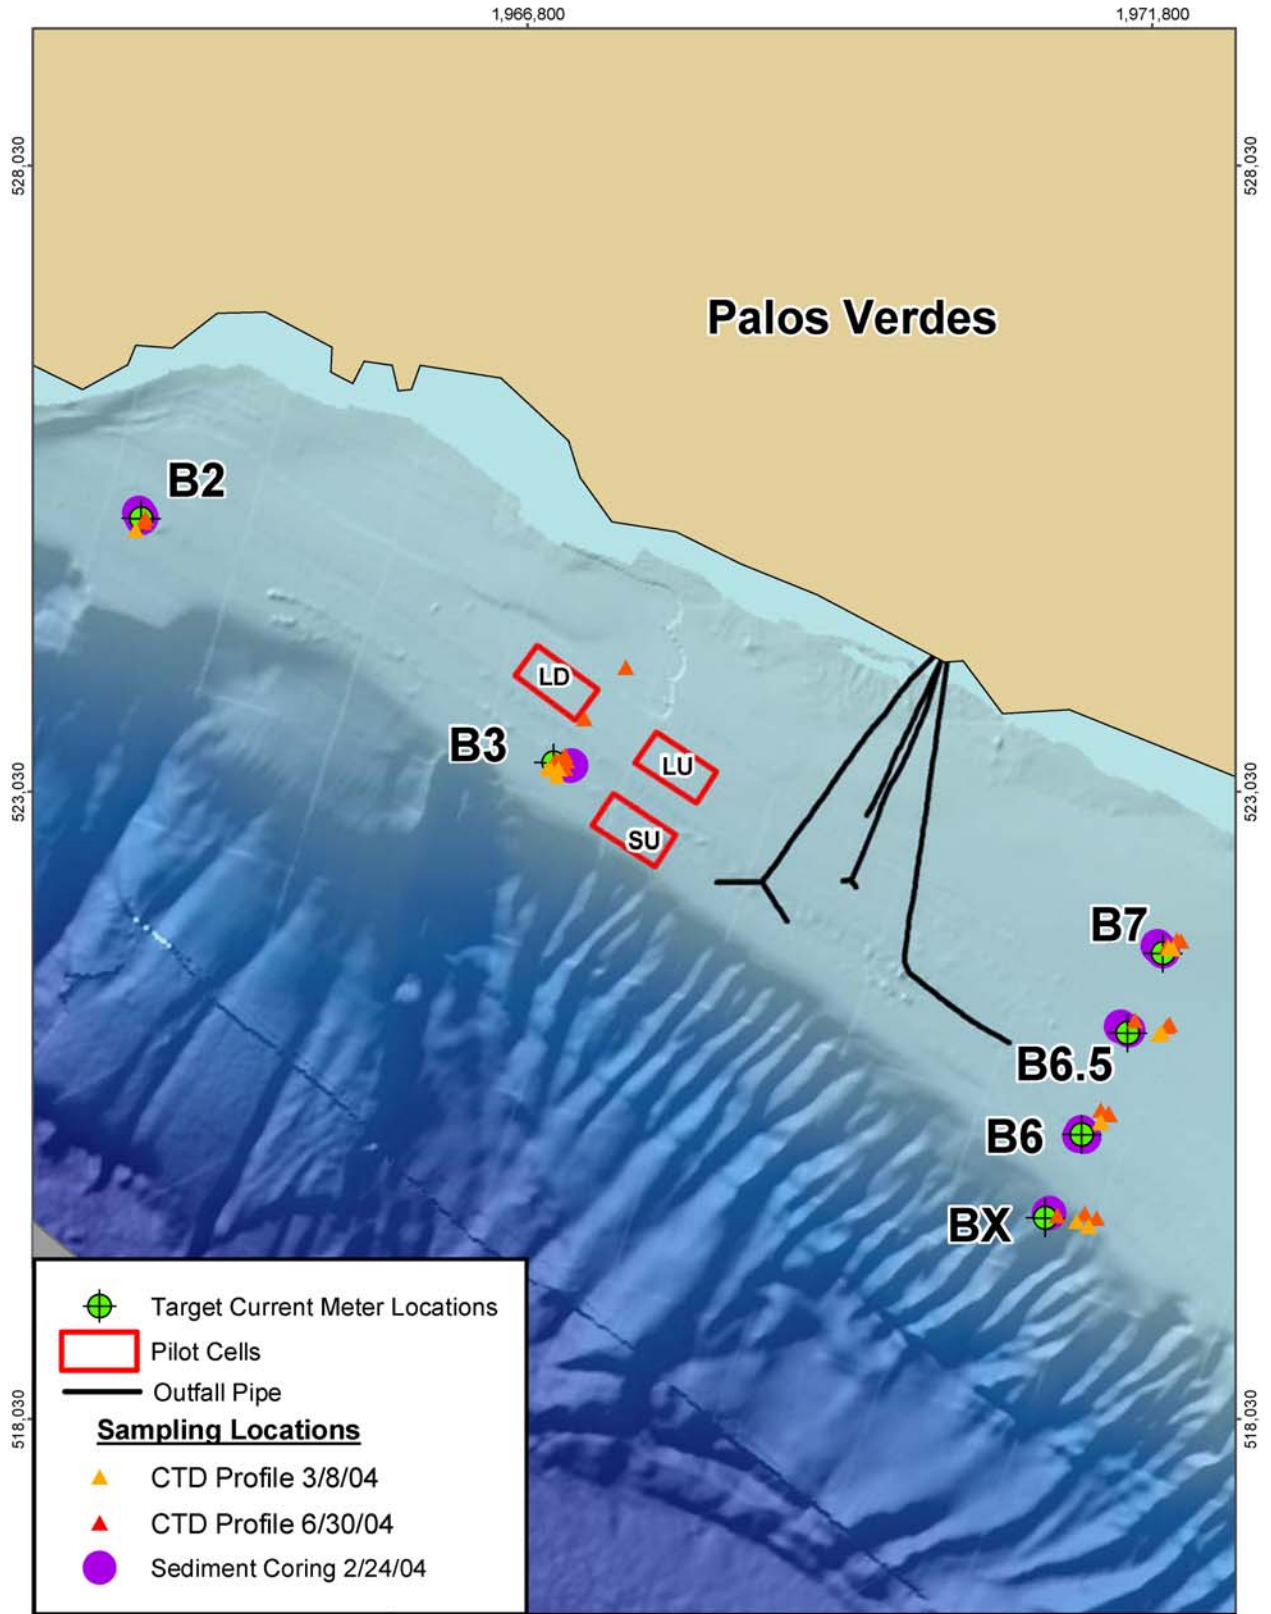 1,966,800
1,971,800
528,030
528,030
Palos Verdes
B2
LD
B3
LU
SU
523,030
523,030
B7
B6.5
B6
BX
Target Current Meter Locations
Pilot Cells
Outfall Pipe
Sampling Locations
CTD Profile 3/8/04
CTD Profile 6/30/04
Sediment Coring 2/24/04
518,030
518,030